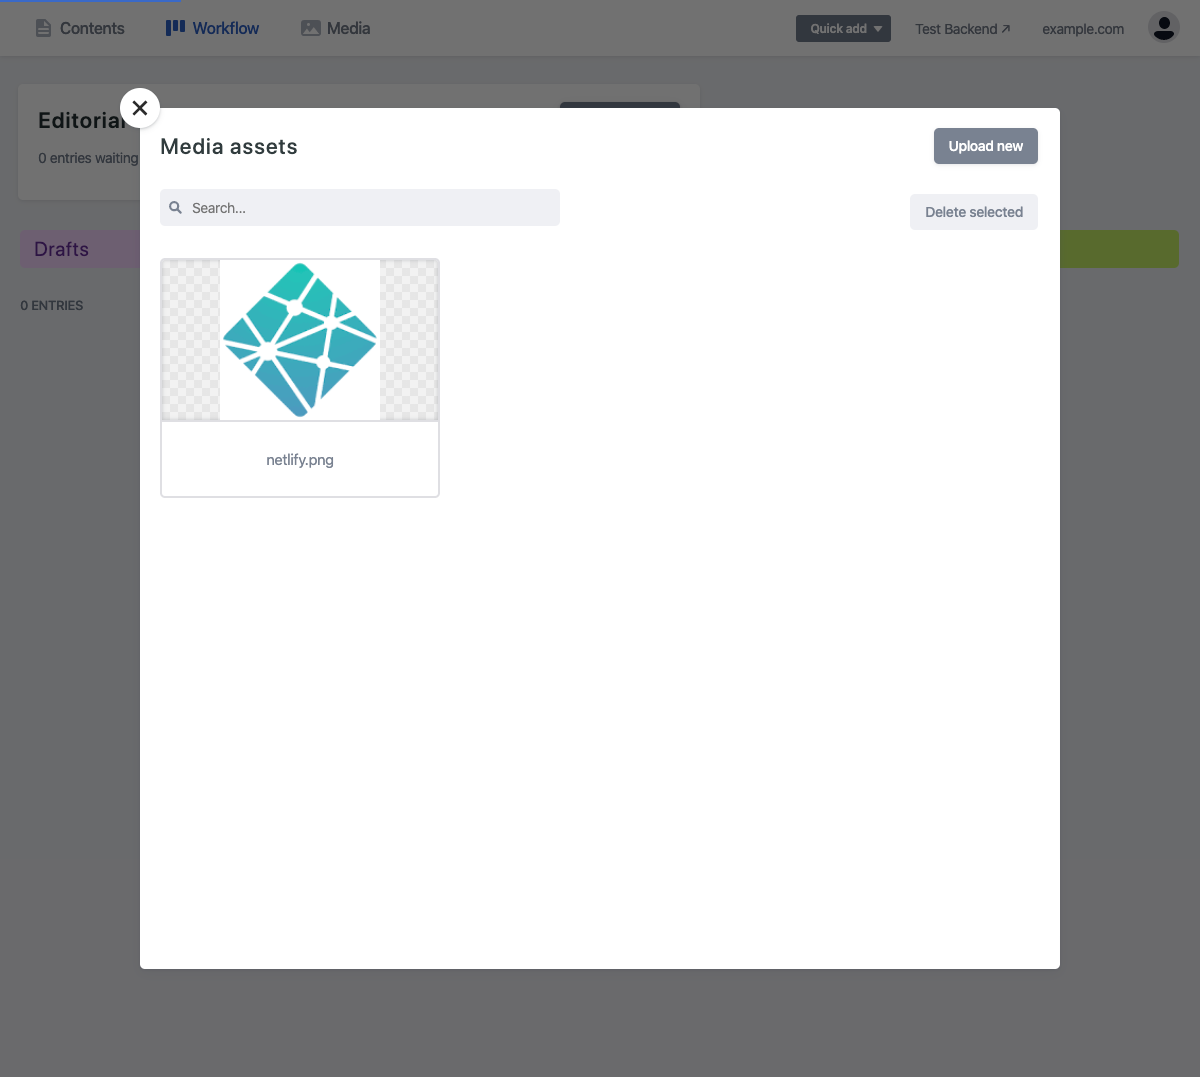 Contents
Workflow
Media
Quick add
Test Backend ↗
example.com
Editorial
0 entries waiting
Media assets
Upload new
Search...
Delete selected
Drafts
0 ENTRIES
netlify.png